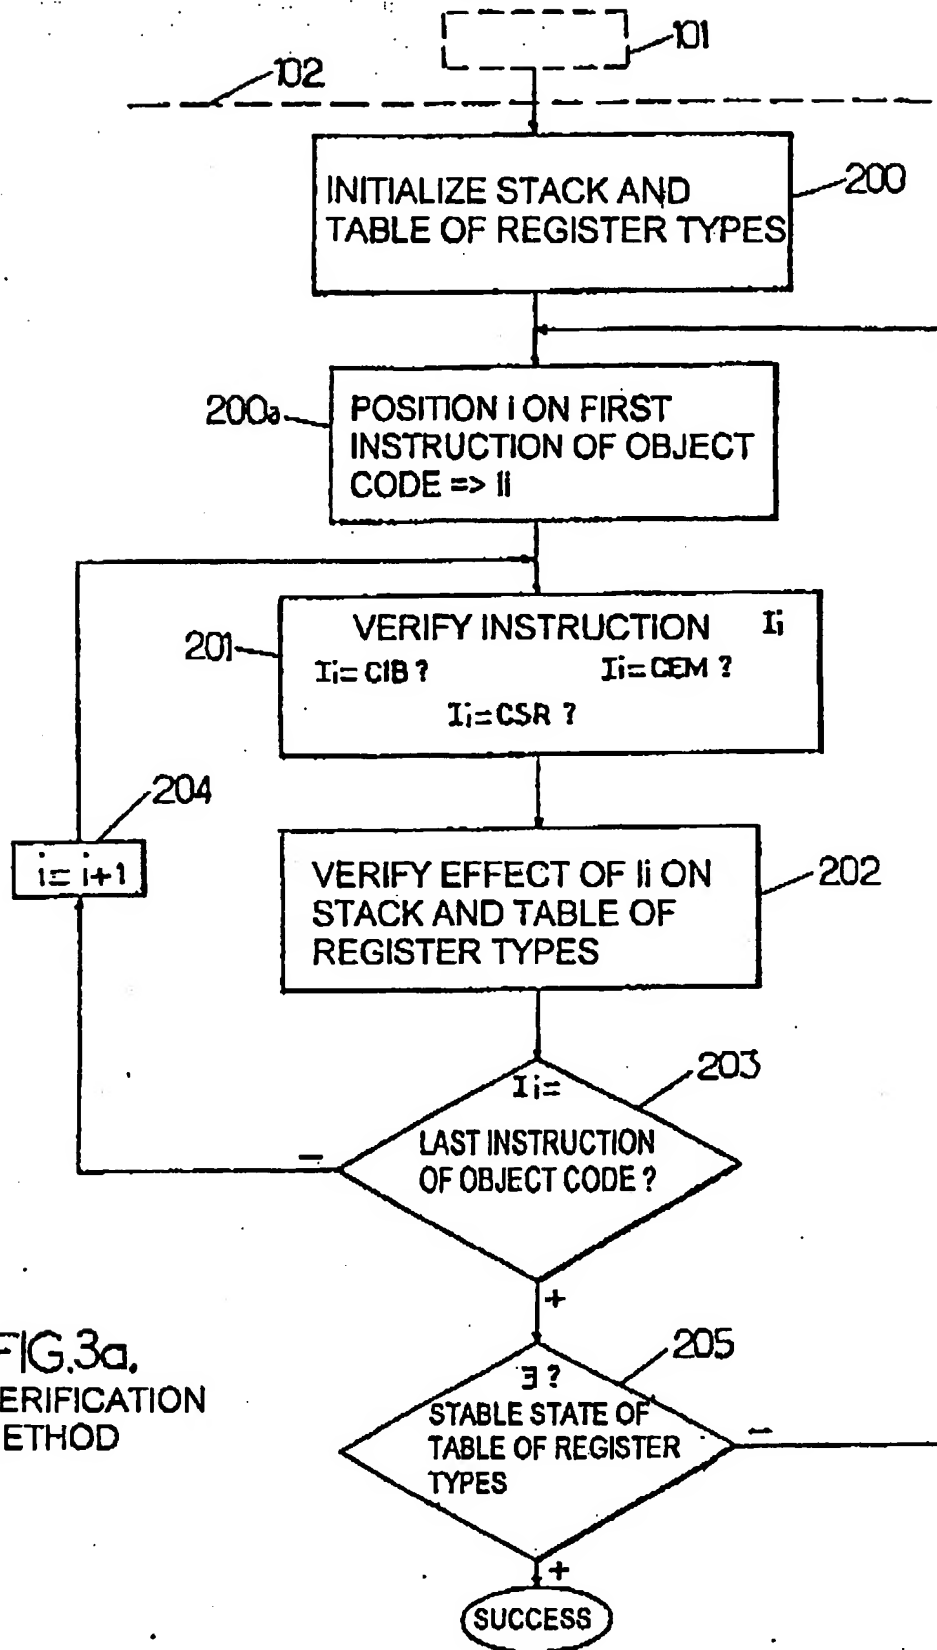 101
102
INITIALIZE STACK AND
TABLE OF REGISTER TYPES
200
200a
POSITION i ON FIRST
INSTRUCTION OF OBJECT
CODE => Ii
VERIFY INSTRUCTION Ii
201
Ii = CIB ? Ii = CEM ?
Ii = CSR ?
204
i = i+1
VERIFY EFFECT OF Ii ON
STACK AND TABLE OF
REGISTER TYPES
202
203
Ii =
LAST INSTRUCTION
OF OBJECT CODE ?
–
+
FIG.3a.
ERIFICATION
ETHOD
205
∃ ?
STABLE STATE OF
TABLE OF REGISTER
TYPES
–
+
SUCCESS